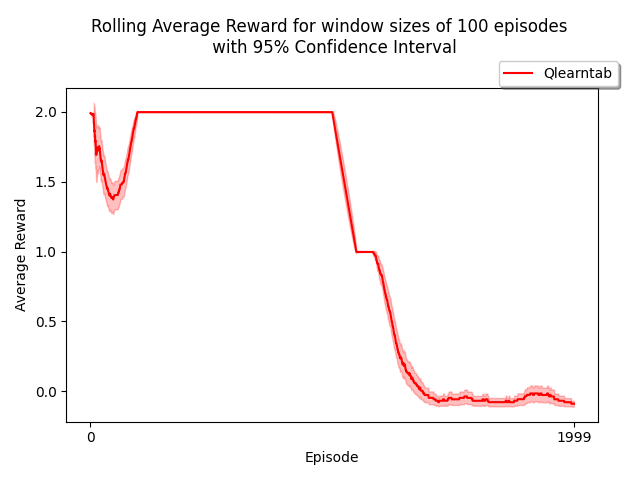 Rolling Average Reward for window sizes of 100 episodes
with 95% Confidence Interval
Qlearntab
2.0
1.5
1.0
0.5
0.0
Average Reward
0
1999
Episode